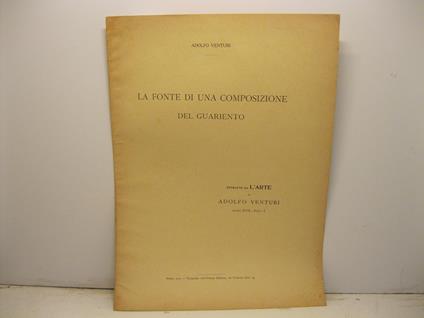 ADOLFO VENTURI
LA FONTE DI UNA COMPOSIZIONE
DEL GUARIENTO
ESTRATTO DA L'ARTE
DI
ADOLFO VENTURI